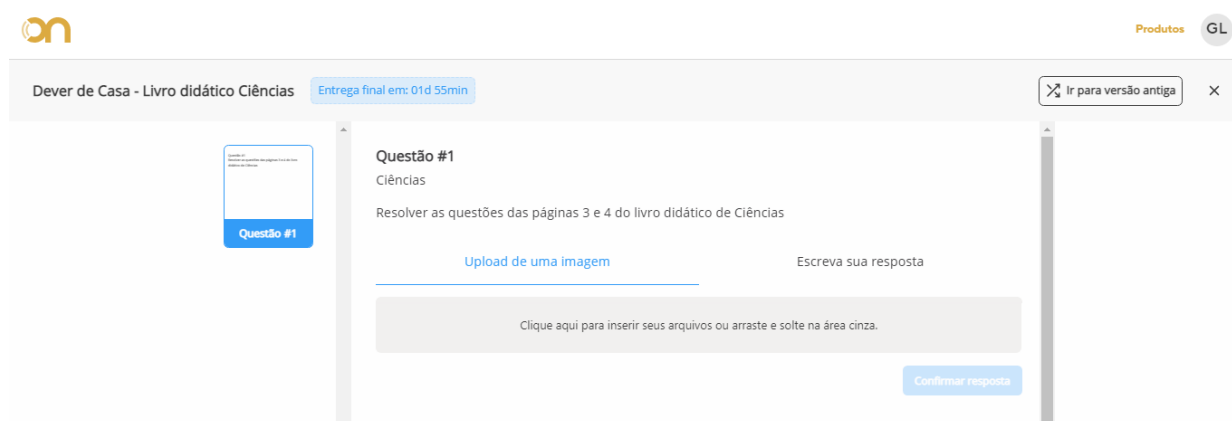 on
Produtos
GL
Dever de Casa - Livro didático Ciências
Entrega final em: 01d 55min
Ir para versão antiga
Questão #1
Questão #1
Ciências
Resolver as questões das páginas 3 e 4 do livro didático de Ciências
Upload de uma imagem
Escreva sua resposta
Clique aqui para inserir seus arquivos ou arraste e solte na área cinza.
Confirmar resposta